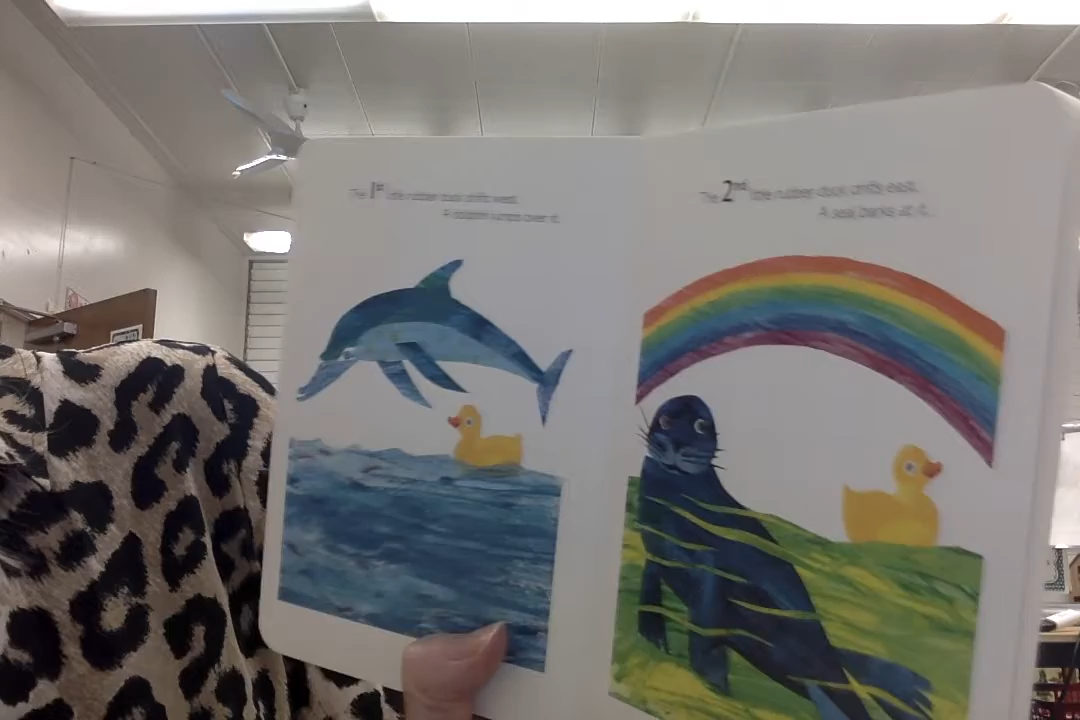 The 1st little rubber duck drifts west.
A dolphin jumps over it.
The 2nd little rubber duck drifts east.
A seal barks at it.